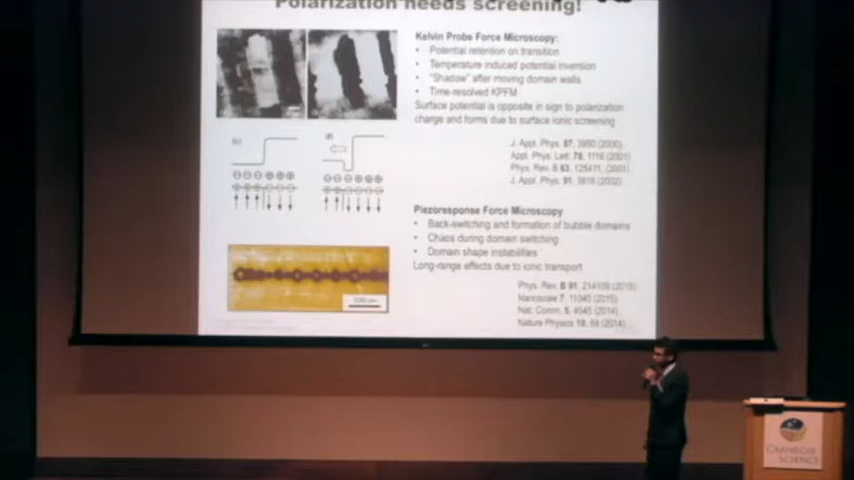 Polarization needs screening!
Kelvin Probe Force Microscopy:
• Potential retention on transition
• Temperature induced potential inversion
• "Shadow" after moving domain walls
• Time-resolved KPFM
Surface potential is opposite in sign to polarization
charge and forms due to surface ionic screening
J. Appl. Phys. 87, 3950 (2000).
Appl. Phys. Lett. 78, 1116 (2001)
Phys. Rev. B 63, 125411, (2001)
J. Appl. Phys. 91, 3816 (2002).
Piezoresponse Force Microscopy
• Back-switching and formation of bubble domains
• Chaos during domain switching
• Domain shape instabilities
Long-range effects due to ionic transport
Phys. Rev. B 91, 214109 (2015)
Nanoscale 7, 11040 (2015)
Nat. Comm. 5, 4545 (2014)
Nature Physics 10, 59 (2014)
CARNEGIE
SCIENCE